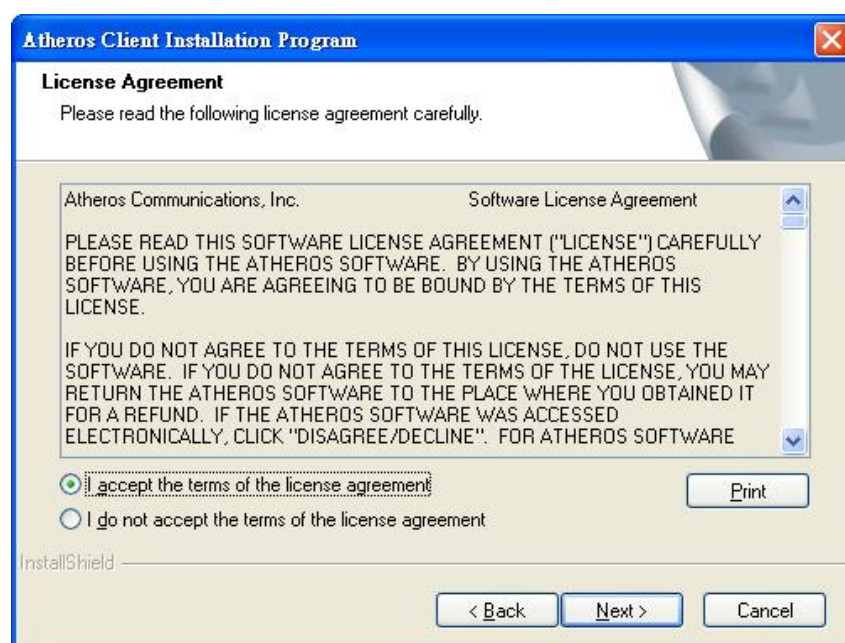 Atheros Client Installation Program
License Agreement
Please read the following license agreement carefully.
Atheros Communications, Inc. Software License Agreement
PLEASE READ THIS SOFTWARE LICENSE AGREEMENT ("LICENSE") CAREFULLY
BEFORE USING THE ATHEROS SOFTWARE. BY USING THE ATHEROS
SOFTWARE, YOU ARE AGREEING TO BE BOUND BY THE TERMS OF THIS
LICENSE.
IF YOU DO NOT AGREE TO THE TERMS OF THIS LICENSE, DO NOT USE THE
SOFTWARE. IF YOU DO NOT AGREE TO THE TERMS OF THE LICENSE, YOU MAY
RETURN THE ATHEROS SOFTWARE TO THE PLACE WHERE YOU OBTAINED IT
FOR A REFUND. IF THE ATHEROS SOFTWARE WAS ACCESSED
ELECTRONICALLY, CLICK "DISAGREE/DECLINE". FOR ATHEROS SOFTWARE
I accept the terms of the license agreement
Print
I do not accept the terms of the license agreement
InstallShield
< Back Next > Cancel